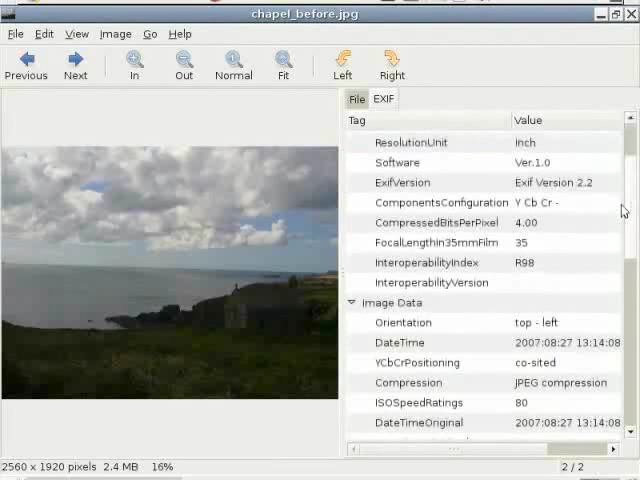 chapel_before.jpg
File Edit View Image Go Help
Previous Next In Out Normal Fit Left Right
File EXIF
Tag Value
ResolutionUnit Inch
Software Ver.1.0
ExifVersion Exif Version 2.2
ComponentsConfiguration Y Cb Cr -
CompressedBitsPerPixel 4.00
FocalLengthIn35mmFilm 35
InteroperabilityIndex R98
InteroperabilityVersion
Image Data
Orientation top - left
DateTime 2007:08:27 13:14:08
YCbCrPositioning co-sited
Compression JPEG compression
ISOSpeedRatings 80
DateTimeOriginal 2007:08:27 13:14:08
2560 x 1920 pixels 2.4 MB 16% 2 / 2